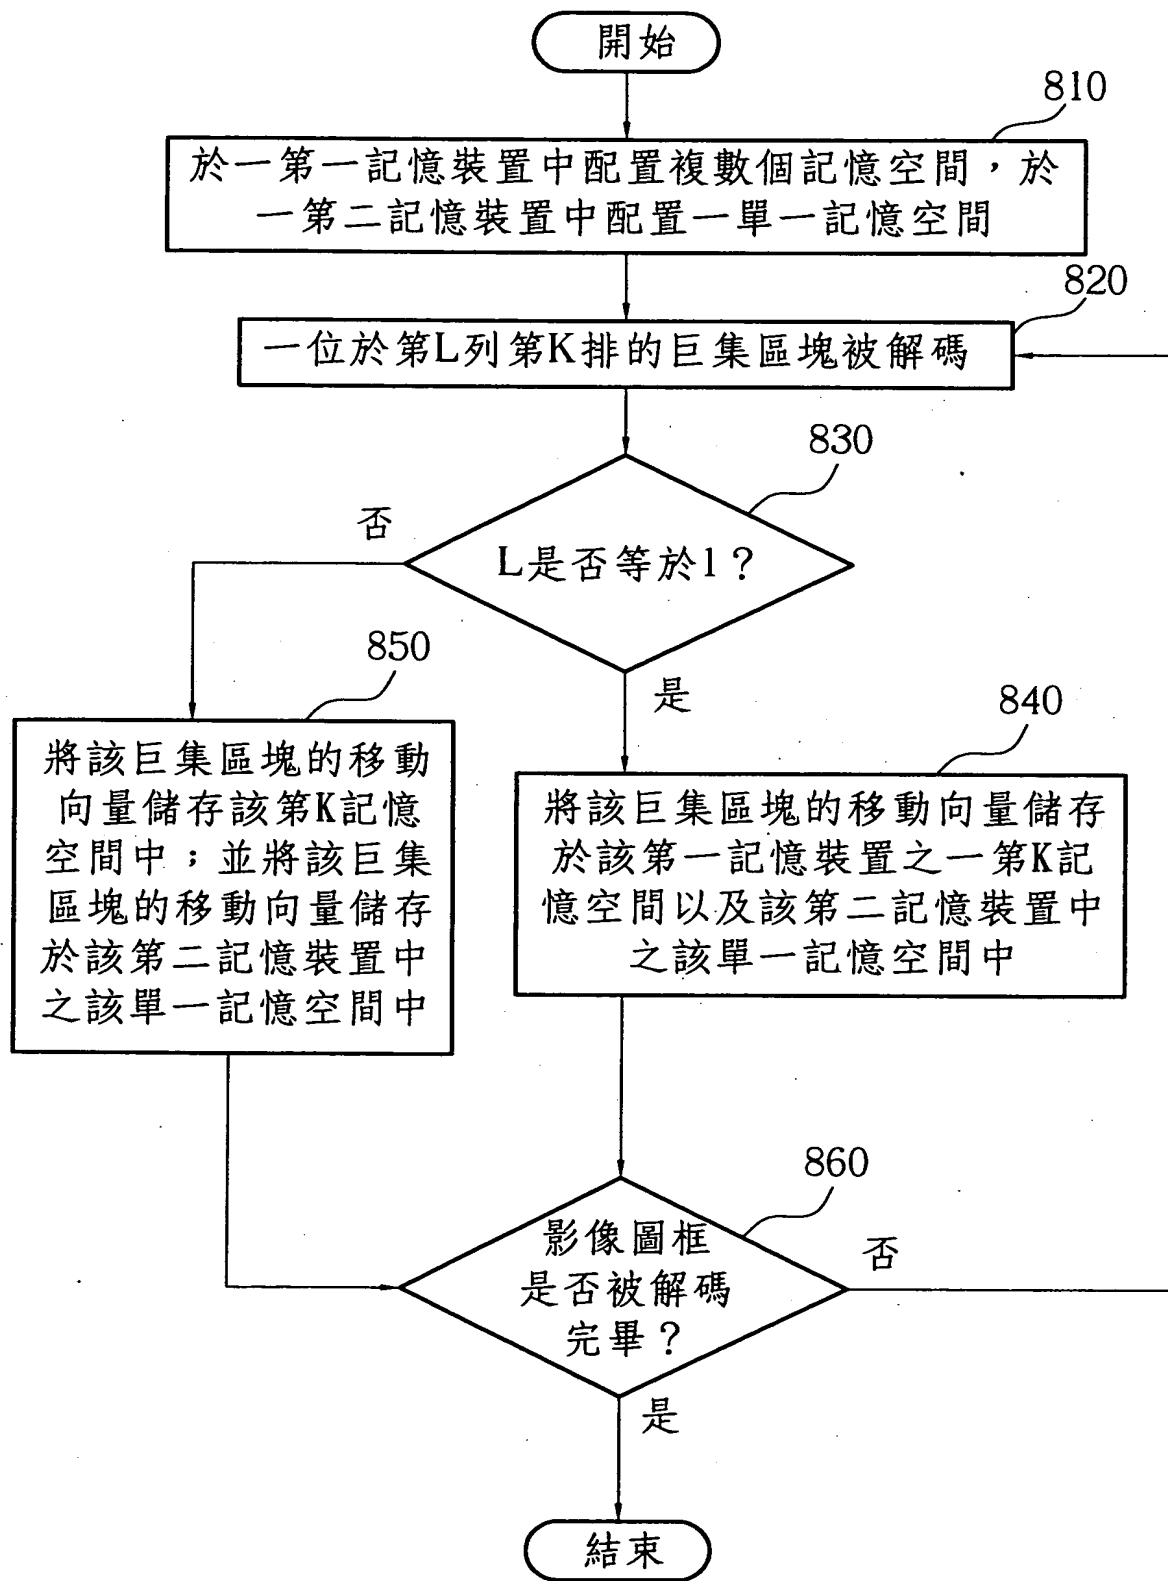 開始
810
於一第一記憶裝置中配置複數個記憶空間，於
一第二記憶裝置中配置一單一記憶空間
820
一位於第L列第K排的巨集區塊被解碼
830
否
L是否等於1？
850
是
840
將該巨集區塊的移動
向量儲存該第K記憶
空間中；並將該巨集
區塊的移動向量儲存
於該第二記憶裝置中
之該單一記憶空間中
將該巨集區塊的移動向量儲存
於該第一記憶裝置之一第K記
憶空間以及該第二記憶裝置中
之該單一記憶空間中
860
影像圖框
是否被解碼
完畢？
否
是
結束